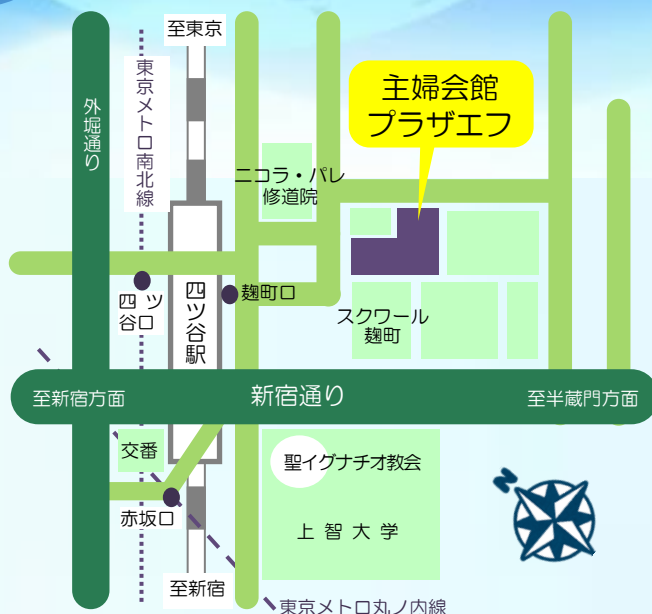 至東京
外堀通り
東京メトロ南北線
主婦会館
プラザエフ
ニコラ・バレ
修道院
四ツ
谷口
四ツ谷駅
麹町口
スクワール
麹町
至新宿方面
新宿通り
至半蔵門方面
交番
聖イグナチオ教会
赤坂口
上智大学
N
至新宿
東京メトロ丸ノ内線